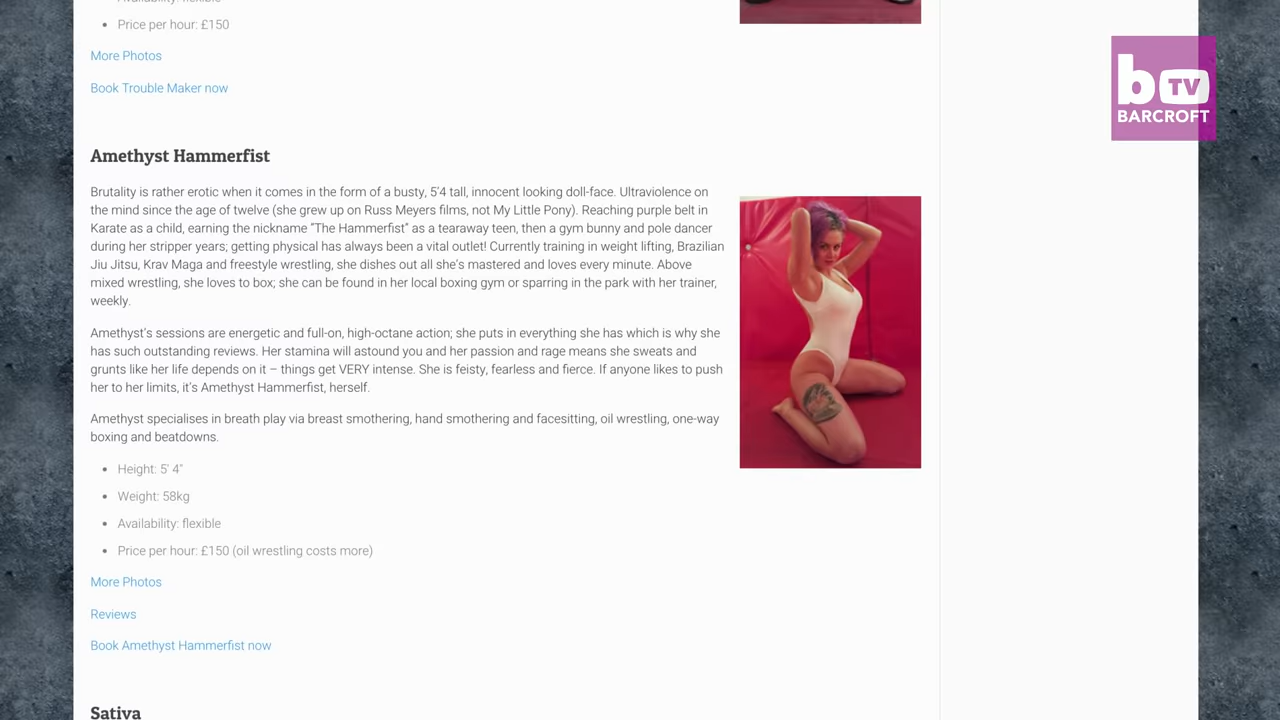 Availability: flexible
Price per hour: £150
More Photos
Book Trouble Maker now
b TV
BARCROFT
Amethyst Hammerfist
Brutality is rather erotic when it comes in the form of a busty, 5'4 tall, innocent looking doll-face. Ultraviolence on
the mind since the age of twelve (she grew up on Russ Meyers films, not My Little Pony). Reaching purple belt in
Karate as a child, earning the nickname "The Hammerfist" as a tearaway teen, then a gym bunny and pole dancer
during her stripper years; getting physical has always been a vital outlet! Currently training in weight lifting, Brazilian
Jiu Jitsu, Krav Maga and freestyle wrestling, she dishes out all she's mastered and loves every minute. Above
mixed wrestling, she loves to box; she can be found in her local boxing gym or sparring in the park with her trainer,
weekly.
Amethyst's sessions are energetic and full-on, high-octane action; she puts in everything she has which is why she
has such outstanding reviews. Her stamina will astound you and her passion and rage means she sweats and
grunts like her life depends on it – things get VERY intense. She is feisty, fearless and fierce. If anyone likes to push
her to her limits, it's Amethyst Hammerfist, herself.
Amethyst specialises in breath play via breast smothering, hand smothering and facesitting, oil wrestling, one-way
boxing and beatdowns.
Height: 5' 4"
Weight: 58kg
Availability: flexible
Price per hour: £150 (oil wrestling costs more)
More Photos
Reviews
Book Amethyst Hammerfist now
Sativa